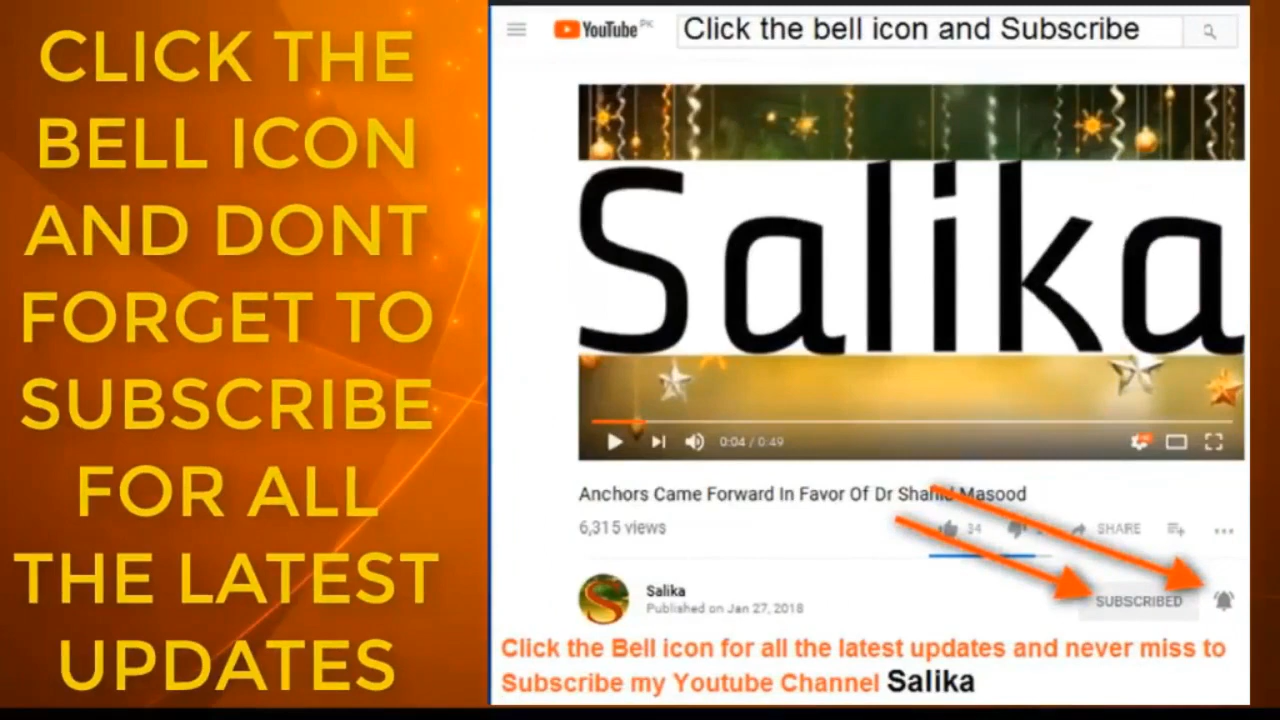 CLICK THE
BELL ICON
AND DONT
FORGET TO
SUBSCRIBE
FOR ALL
THE LATEST
UPDATES
YouTube PK
Click the bell icon and Subscribe
Salika
0:04 / 0:49
Anchors Came Forward In Favor Of Dr Shahid Masood
6,315 views
34
SHARE
Salika
Published on Jan 27, 2018
SUBSCRIBED
Click the Bell icon for all the latest updates and never miss to
Subscribe my Youtube Channel Salika